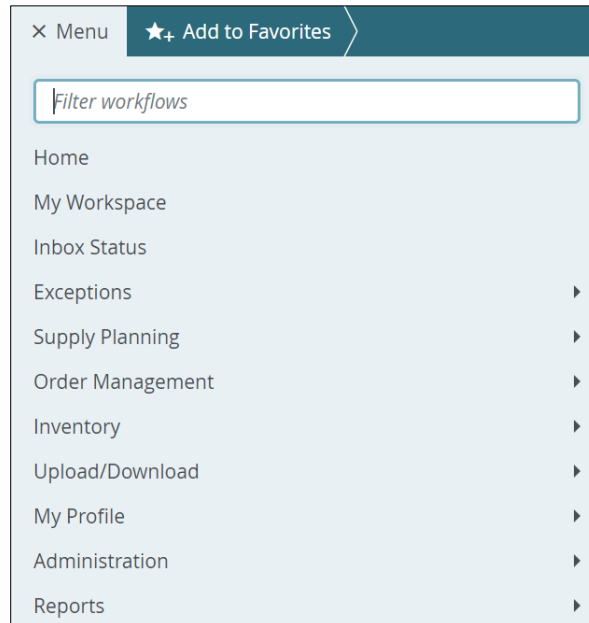 × Menu
Add to Favorites
Filter workflows
Home
My Workspace
Inbox Status
Exceptions
Supply Planning
Order Management
Inventory
Upload/Download
My Profile
Administration
Reports